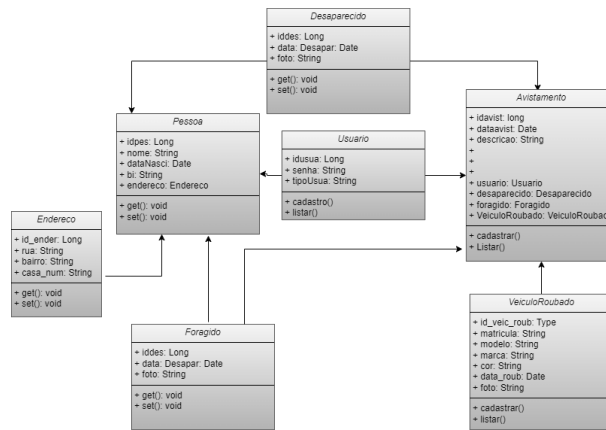 Desaparecido
+ iddes: Long
+ data: Desapar: Date
+ foto: String
+ get(): void
+ set(): void
Pessoa
+ idpes: Long
+ nome: String
+ dataNasci: Date
+ bi: String
+ endereco: Endereco
+ get(): void
+ set(): void
Usuario
+ idusua: Long
+ senha: String
+ tipoUsua: String
+ cadastro()
+ listar()
Avistamento
+ idavist: long
+ dataavist: Date
+ descricao: String
+
+
+
+ usuario: Usuario
+ desaparecido: Desaparecido
+ foragido: Foragido
+ VeiculoRoubado: VeiculoRoubad
+ cadastrar()
+ Listar()
Endereco
+ id_ender: Long
+ rua: String
+ bairro: String
+ casa_num: String
+ get(): void
+ set(): void
Foragido
+ iddes: Long
+ data: Desapar: Date
+ foto: String
+ get(): void
+ set(): void
VeiculoRoubado
+ id_veic_roub: Type
+ matricula: String
+ modelo: String
+ marca: String
+ cor: String
+ data_roub: Date
+ foto: String
+ cadastrar()
+ listar()